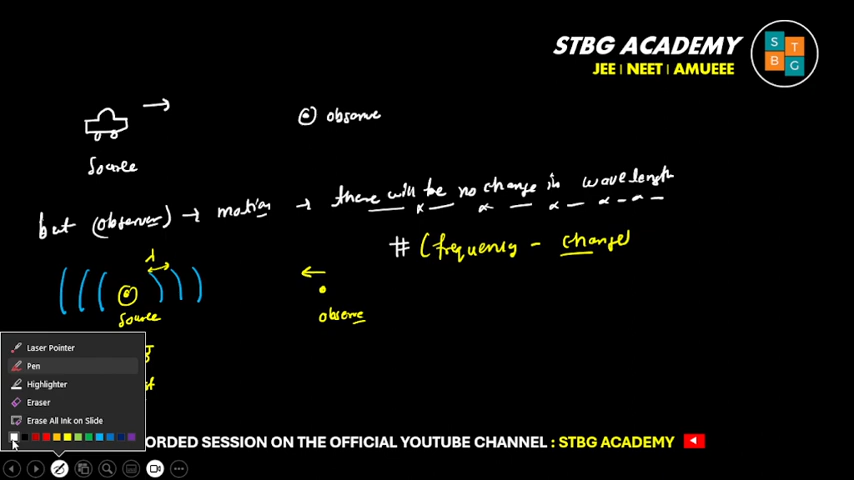 STBG ACADEMY
JEE | NEET | AMUEEE
S T
B G
observe
Source
but (observer) → motion → there will be no change in wavelength
# (frequency - change)
λ
Source
observe
Laser Pointer
Pen
Highlighter
Eraser
Erase All Ink on Slide
ORDED SESSION ON THE OFFICIAL YOUTUBE CHANNEL : STBG ACADEMY